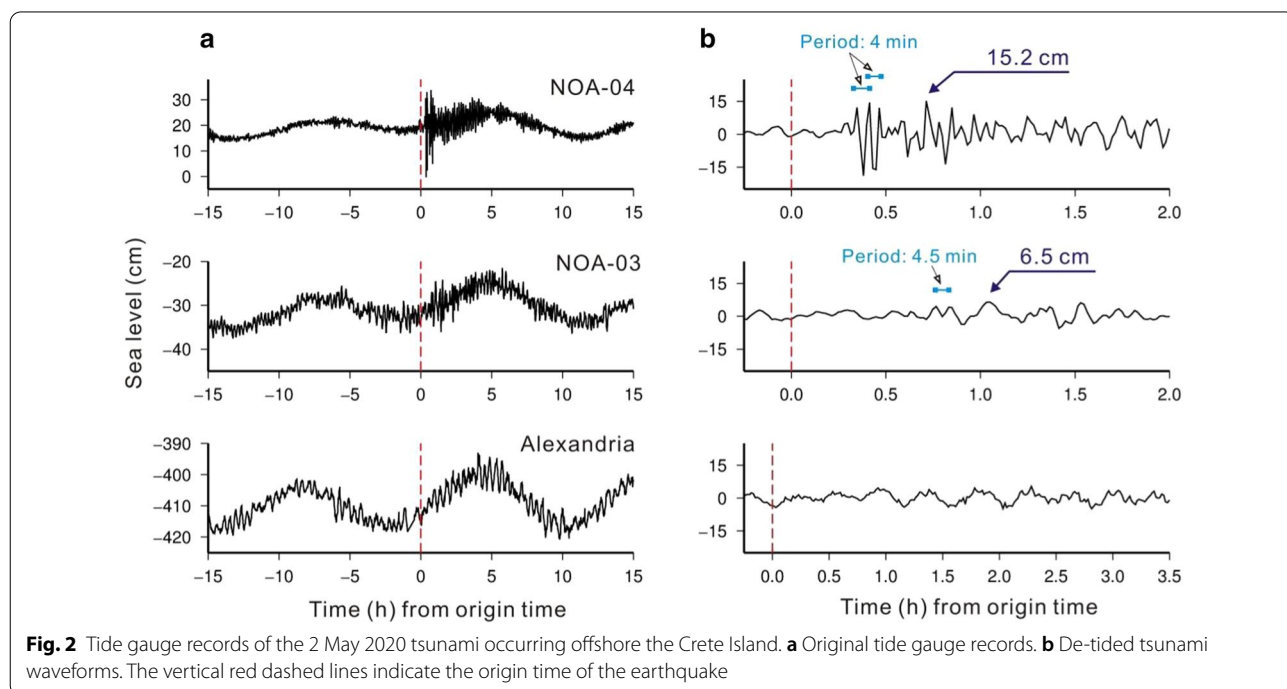 a
b
NOA-04
30
20
10
0
−15 −10 −5 0 5 10 15
Period: 4 min
15.2 cm
15
0
−15
0.0 0.5 1.0 1.5 2.0
Sea level (cm)
NOA-03
−20
−30
−40
−15 −10 −5 0 5 10 15
Period: 4.5 min
6.5 cm
15
0
−15
0.0 0.5 1.0 1.5 2.0
Alexandria
−390
−400
−410
−420
−15 −10 −5 0 5 10 15
Time (h) from origin time
15
0
−15
0.0 0.5 1.0 1.5 2.0 2.5 3.0 3.5
Time (h) from origin time
Fig. 2 Tide gauge records of the 2 May 2020 tsunami occurring offshore the Crete Island. a Original tide gauge records. b De-tided tsunami
waveforms. The vertical red dashed lines indicate the origin time of the earthquake